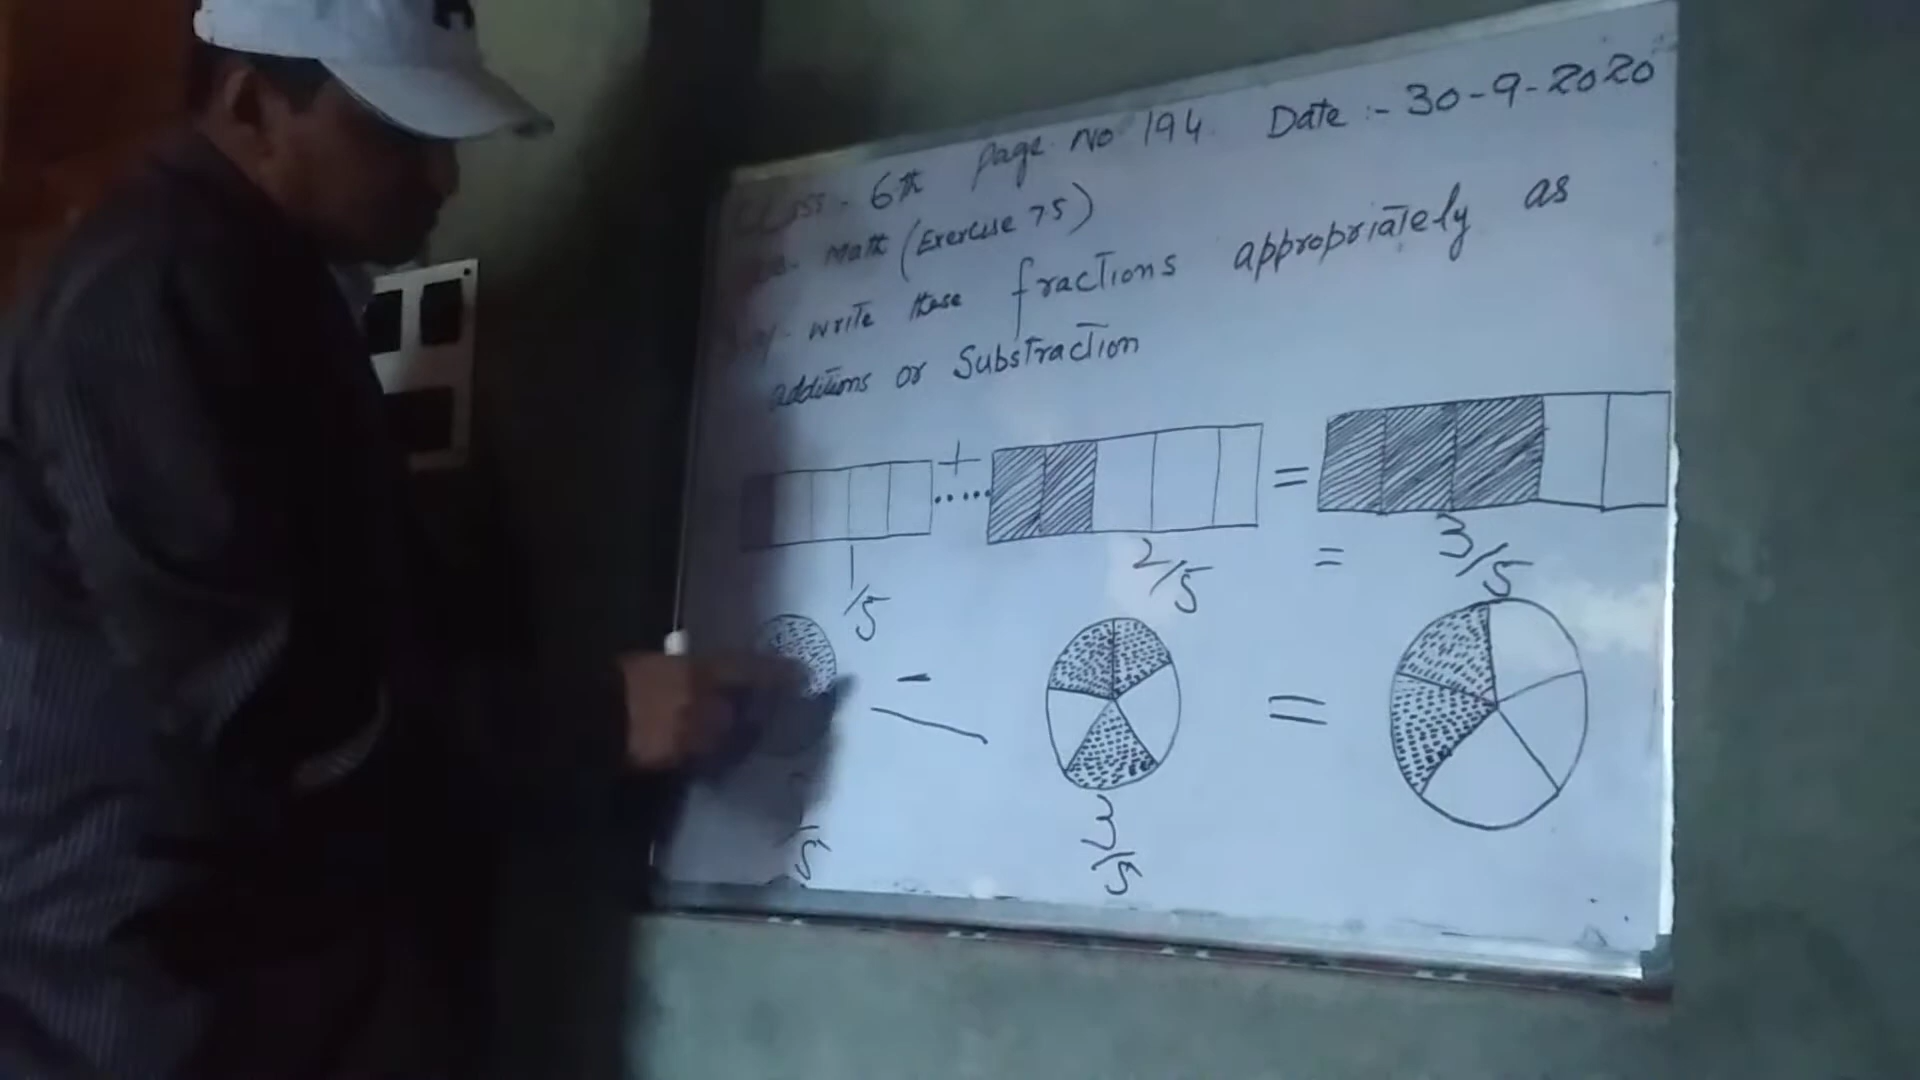 Class - 6th page No 194 Date :- 30-9-2020
Math (Exercise 7.5)
write these fractions appropriately as
additions or Substraction
+
..... =
1/5 2/5 = 3/5
- =
3/5